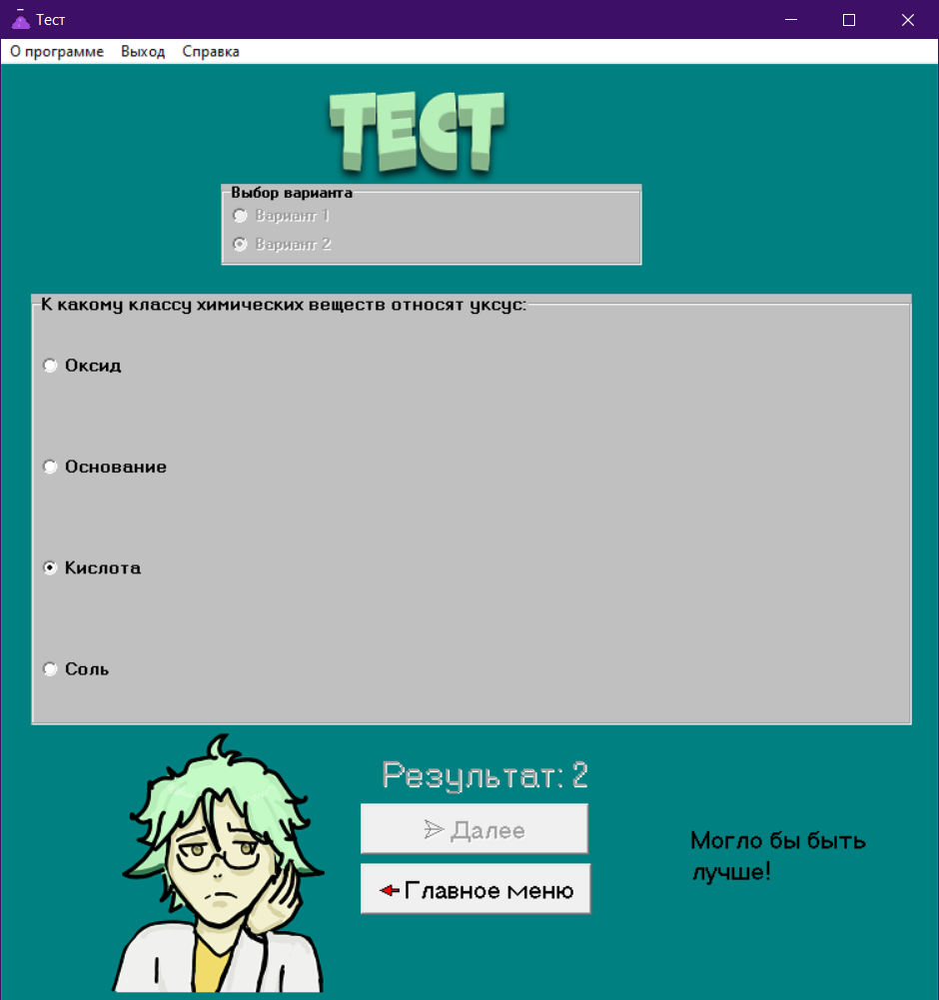 Тест
О программе Выход Справка
ТЕСТ
Выбор варианта
Вариант 1
Вариант 2
К какому классу химических веществ относят уксус:
Оксид
Основание
Кислота
Соль
Результат: 2
Далее
Главное меню
Могло бы быть
лучше!